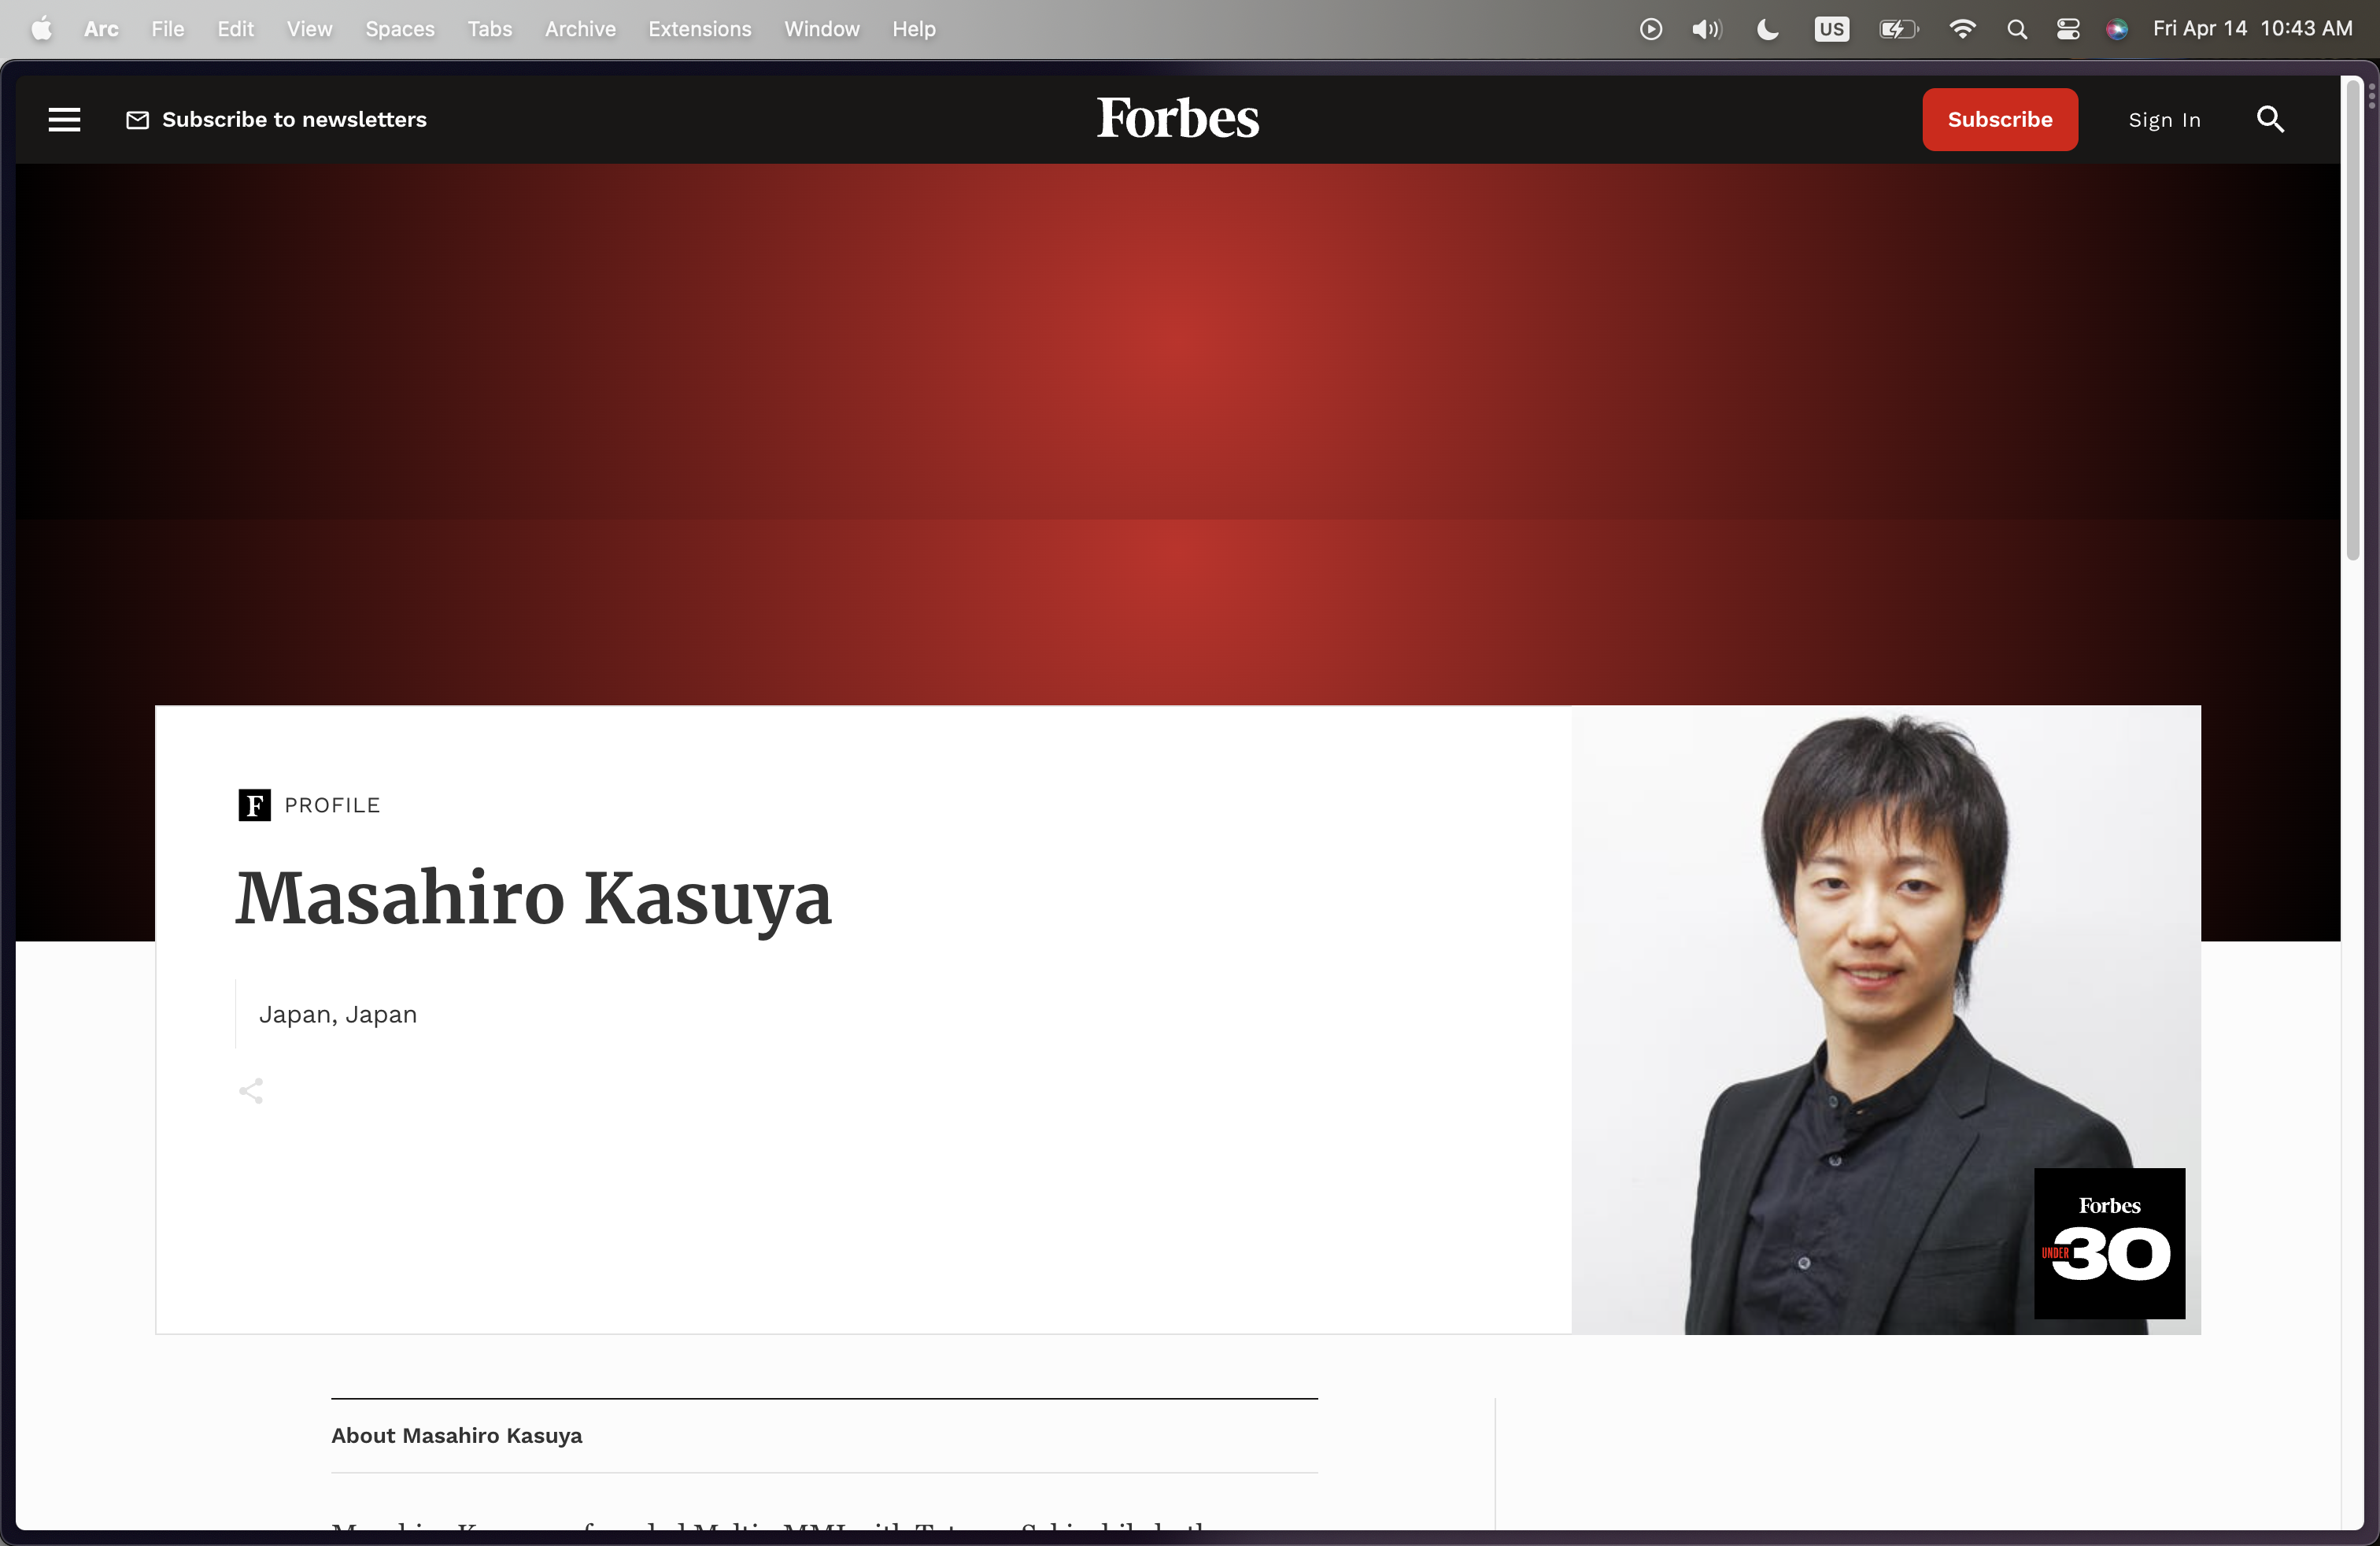 Arc File Edit View Spaces Tabs Archive Extensions Window Help US Fri Apr 14 10:43 AM
Subscribe to newsletters Forbes Subscribe Sign In
F PROFILE
Masahiro Kasuya
Japan, Japan
Forbes
UNDER 30
About Masahiro Kasuya